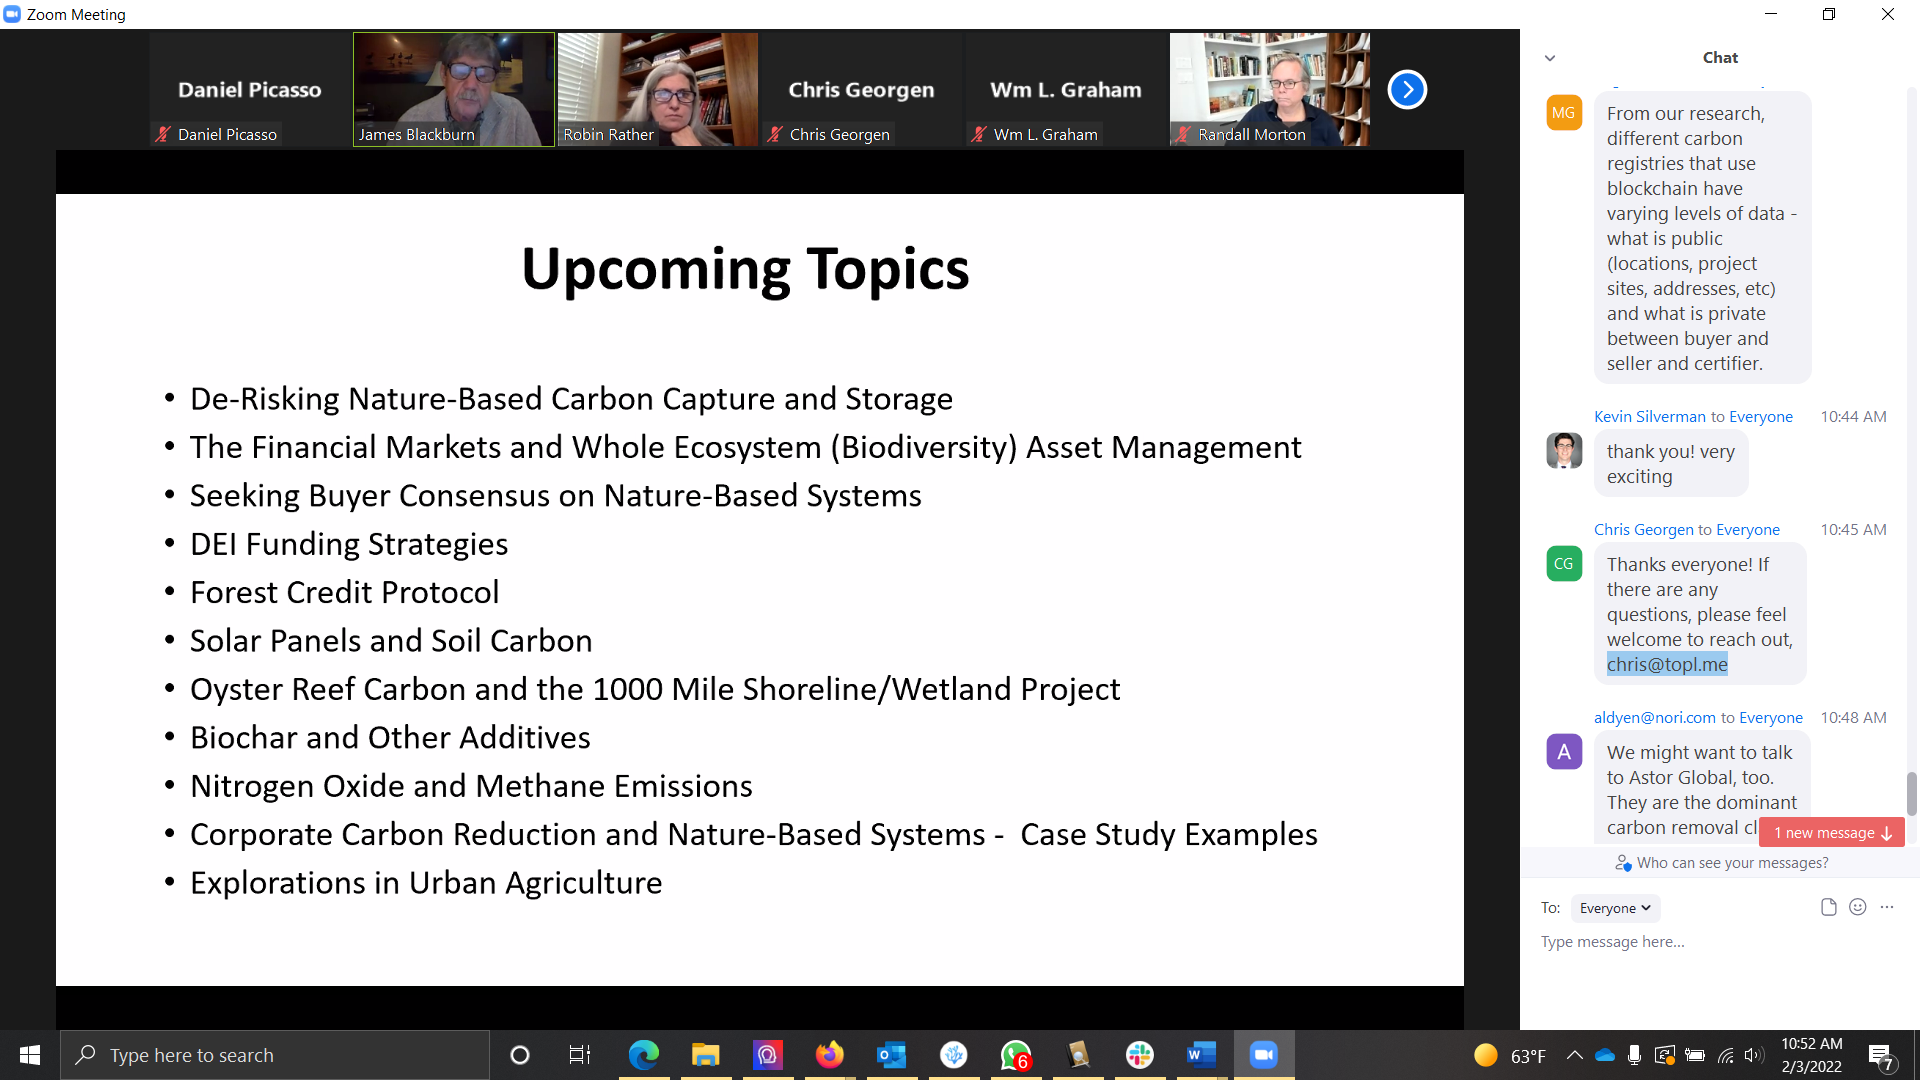 Zoom Meeting
Daniel Picasso
Chris Georgen
Wm L. Graham
Daniel Picasso
James Blackburn
Robin Rather
Chris Georgen
Wm L. Graham
Randall Morton
Upcoming Topics
• De-Risking Nature-Based Carbon Capture and Storage
• The Financial Markets and Whole Ecosystem (Biodiversity) Asset Management
• Seeking Buyer Consensus on Nature-Based Systems
• DEI Funding Strategies
• Forest Credit Protocol
• Solar Panels and Soil Carbon
• Oyster Reef Carbon and the 1000 Mile Shoreline/Wetland Project
• Biochar and Other Additives
• Nitrogen Oxide and Methane Emissions
• Corporate Carbon Reduction and Nature-Based Systems -  Case Study Examples
• Explorations in Urban Agriculture
Chat
MG
From our research,
different carbon
registries that use
blockchain have
varying levels of data -
what is public
(locations, project
sites, addresses, etc)
and what is private
between buyer and
seller and certifier.
Kevin Silverman to Everyone 10:44 AM
thank you! very
exciting
Chris Georgen to Everyone 10:45 AM
CG
Thanks everyone! If
there are any
questions, please feel
welcome to reach out,
chris@topl.me
aldyen@nori.com to Everyone 10:48 AM
A
We might want to talk
to Astor Global, too.
They are the dominant
carbon removal cl
1 new message
Who can see your messages?
To: Everyone
Type message here...
Type here to search
6
63°F
10:52 AM
2/3/2022
7